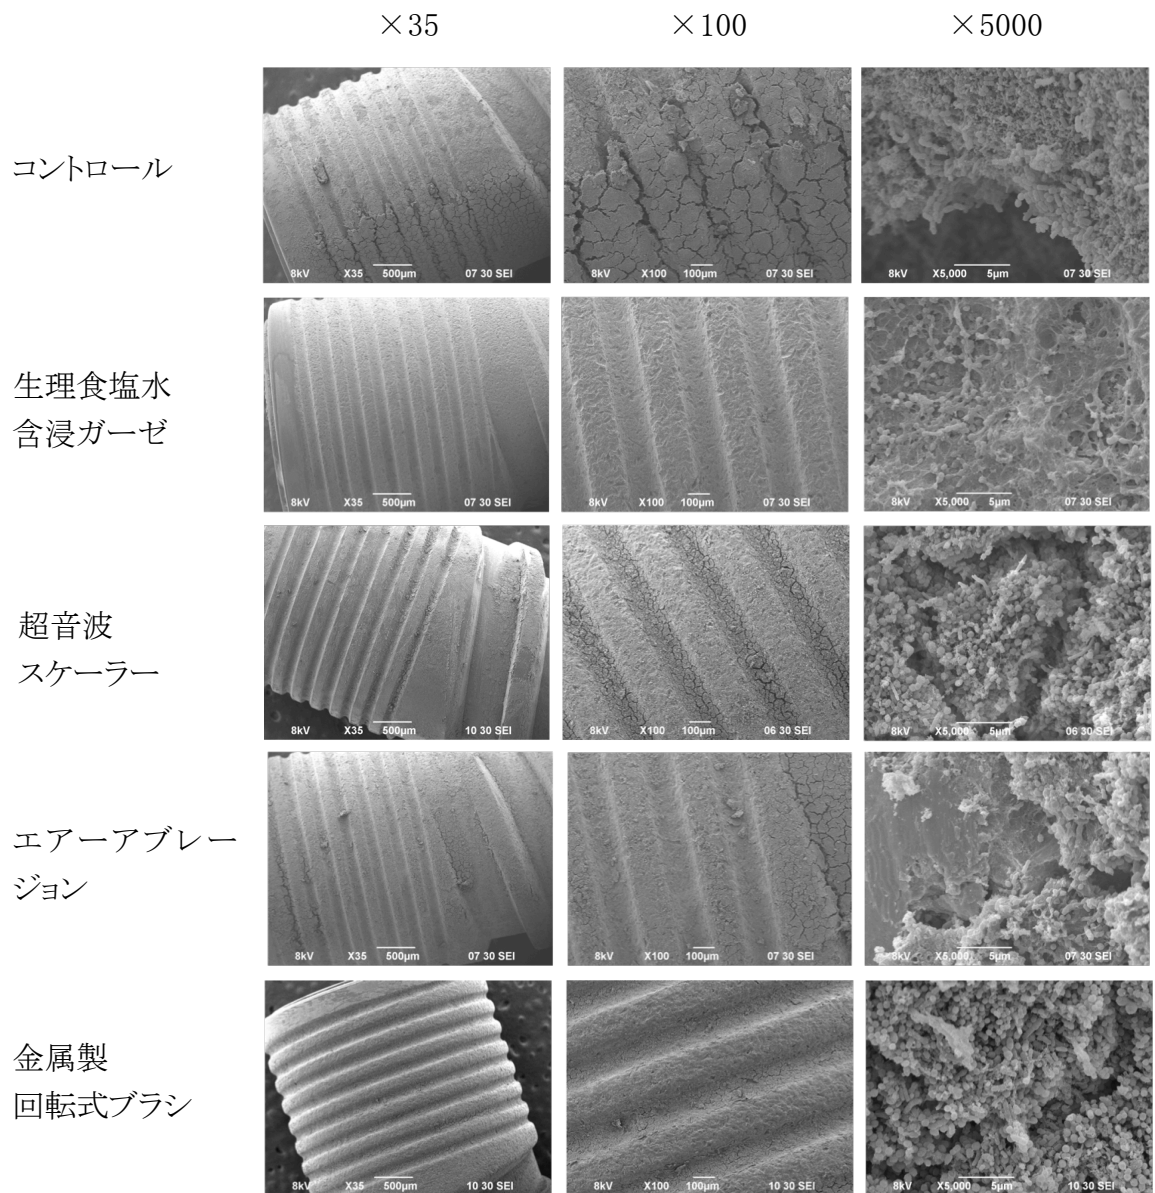 ×35 ×100 ×5000
コントロール
8kV X35 500μm 07 30 SEI
8kV X100 100μm 07 30 SEI
8kV X5,000 5μm 07 30 SEI
生理食塩水
含浸ガーゼ
8kV X35 500μm 07 30 SEI
8kV X100 100μm 07 30 SEI
8kV X5,000 5μm 07 30 SEI
超音波
スケーラー
8kV X35 500μm 10 30 SEI
8kV X100 100μm 06 30 SEI
8kV X5,000 5μm 06 30 SEI
エアーアブレー
ジョン
8kV X35 500μm 07 30 SEI
8kV X100 100μm 07 30 SEI
8kV X5,000 5μm 07 30 SEI
金属製
回転式ブラシ
8kV X35 500μm 10 30 SEI
8kV X100 100μm 10 30 SEI
8kV X5,000 5μm 10 30 SEI